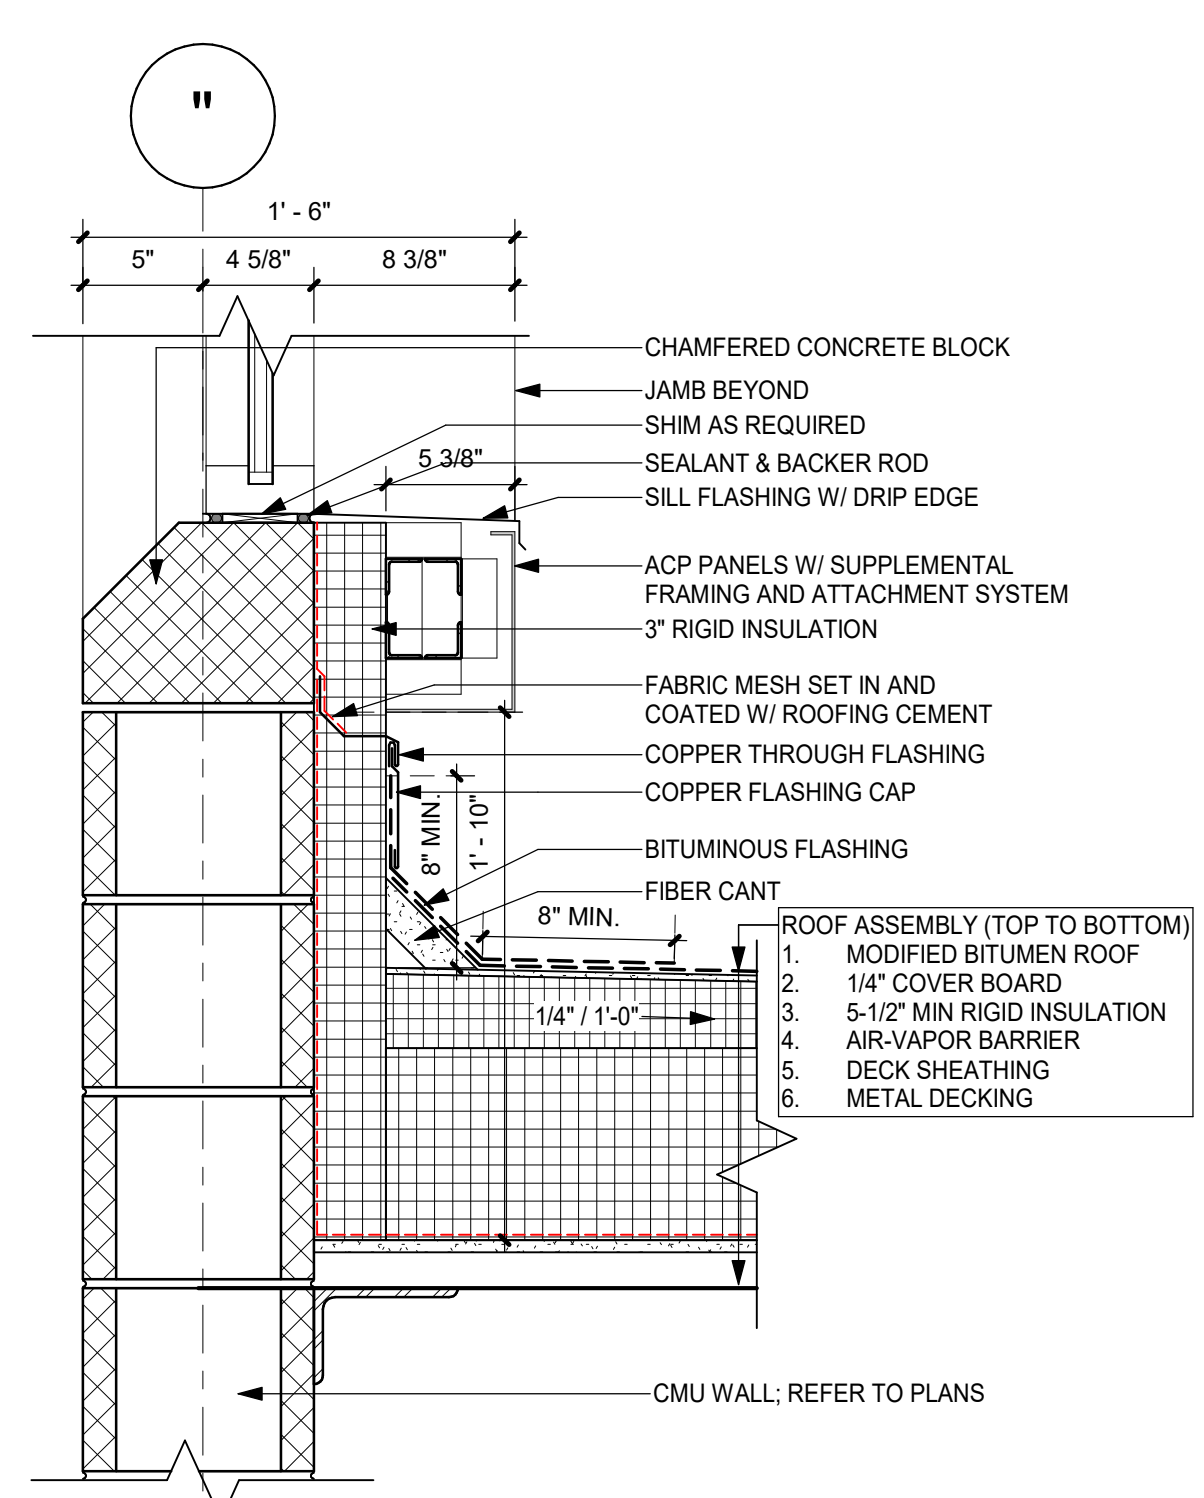 "
1' - 6"
5"
4 5/8"
8 3/8"
CHAMFERED CONCRETE BLOCK
JAMB BEYOND
SHIM AS REQUIRED
5 3/8"
SEALANT & BACKER ROD
SILL FLASHING W/ DRIP EDGE
ACP PANELS W/ SUPPLEMENTAL
FRAMING AND ATTACHMENT SYSTEM
3" RIGID INSULATION
FABRIC MESH SET IN AND
COATED W/ ROOFING CEMENT
COPPER THROUGH FLASHING
COPPER FLASHING CAP
8" MIN.
1' - 10"
BITUMINOUS FLASHING
FIBER CANT
8" MIN.
ROOF ASSEMBLY (TOP TO BOTTOM)
1. MODIFIED BITUMEN ROOF
2. 1/4" COVER BOARD
3. 5-1/2" MIN RIGID INSULATION
4. AIR-VAPOR BARRIER
5. DECK SHEATHING
6. METAL DECKING
1/4" / 1'-0"
CMU WALL; REFER TO PLANS